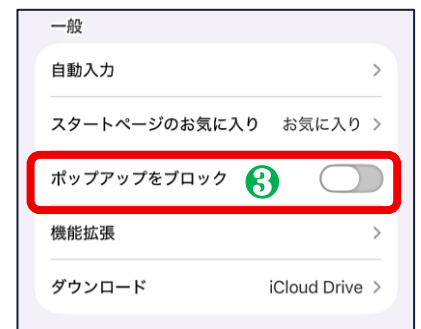 一般
自動入力
スタートページのお気に入り お気に入り
ポップアップをブロック ③
機能拡張
ダウンロード iCloud Drive